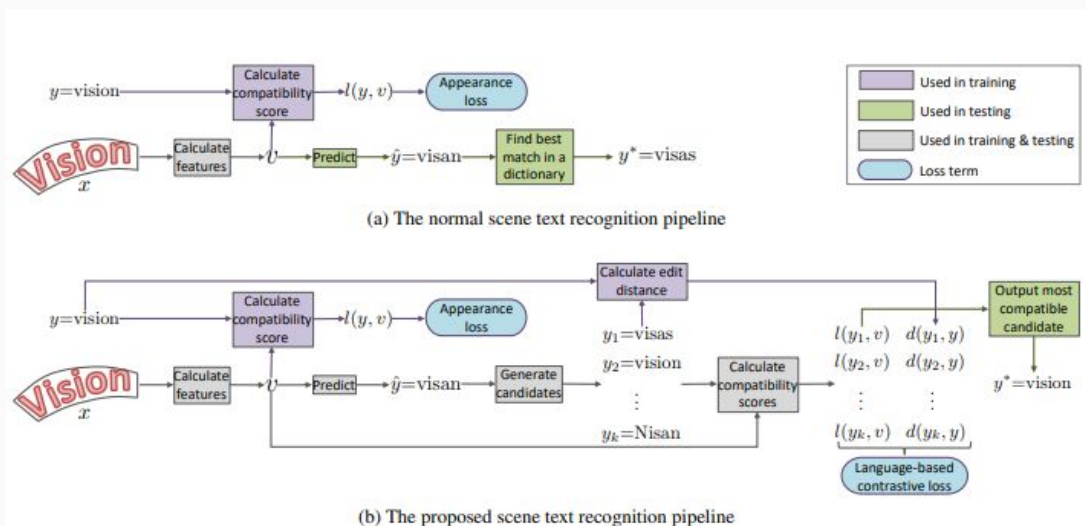 Calculate
compatibility
score
y=vision
l(y, v)
Appearance
loss
Vision
x
Calculate
features
v
Predict
ŷ=visan
Find best
match in a
dictionary
y*=visas
Used in training
Used in testing
Used in training & testing
Loss term
(a) The normal scene text recognition pipeline
Calculate edit
distance
Calculate
compatibility
score
y=vision
l(y, v)
Appearance
loss
Vision
x
Calculate
features
v
Predict
ŷ=visan
Generate
candidates
y₁=visas
y₂=vision
⋮
yₖ=Nisan
Calculate
compatibility
scores
l(y₁, v) d(y₁, y)
l(y₂, v) d(y₂, y)
⋮ ⋮
l(yₖ, v) d(yₖ, y)
Language-based
contrastive loss
Output most
compatible
candidate
y*=vision
(b) The proposed scene text recognition pipeline